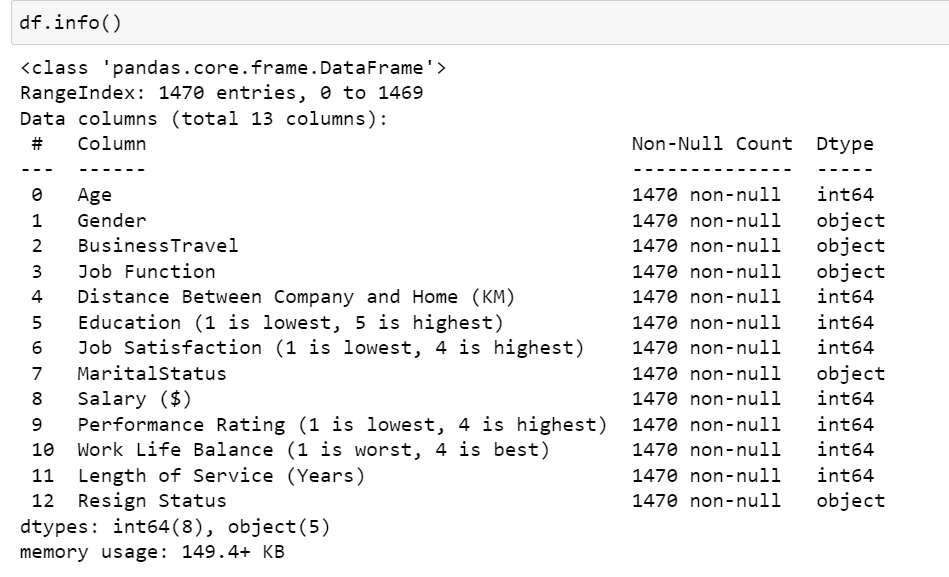 df.info()
<class 'pandas.core.frame.DataFrame'>
RangeIndex: 1470 entries, 0 to 1469
Data columns (total 13 columns):
 #   Column                                         Non-Null Count  Dtype
---  ------                                         --------------  -----
 0   Age                                            1470 non-null   int64
 1   Gender                                         1470 non-null   object
 2   BusinessTravel                                 1470 non-null   object
 3   Job Function                                   1470 non-null   object
 4   Distance Between Company and Home (KM)         1470 non-null   int64
 5   Education (1 is lowest, 5 is highest)          1470 non-null   int64
 6   Job Satisfaction (1 is lowest, 4 is highest)   1470 non-null   int64
 7   MaritalStatus                                  1470 non-null   object
 8   Salary ($)                                     1470 non-null   int64
 9   Performance Rating (1 is lowest, 4 is highest) 1470 non-null   int64
 10  Work Life Balance (1 is worst, 4 is best)      1470 non-null   int64
 11  Length of Service (Years)                      1470 non-null   int64
 12  Resign Status                                  1470 non-null   object
dtypes: int64(8), object(5)
memory usage: 149.4+ KB